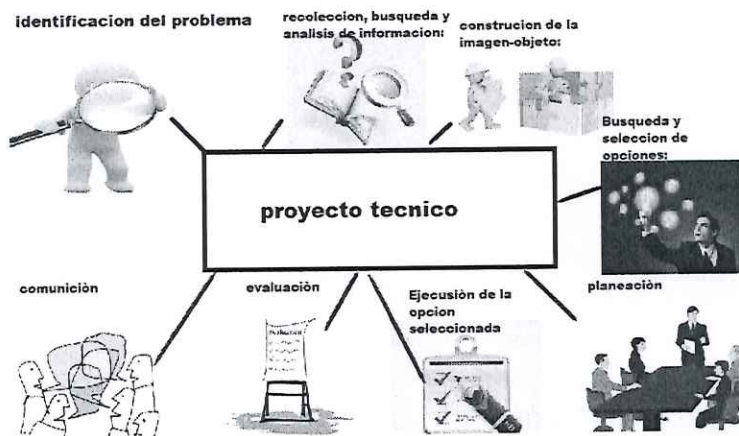 identificacion del problema
recoleccion, busqueda y
analisis de informacion:
construcion de la
imagen-objeto:
Busqueda y
seleccion de
opciones:
proyecto tecnico
comuniciòn
evaluaciòn
Ejecusiòn de la
opcion
seleccionada
planeaciòn